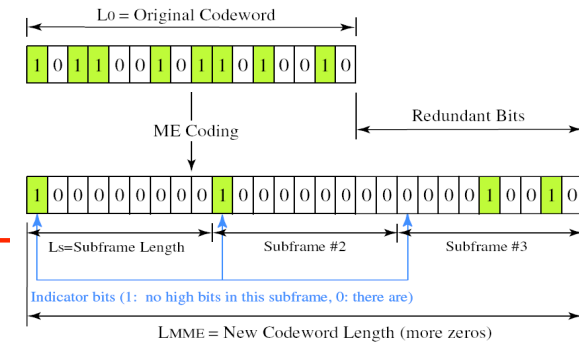 L0 = Original Codeword
1 0 1 1 0 0 1 0 1 1 0 1 0 0 1 0
Redundant Bits
ME Coding
1 0 0 0 0 0 0 0 0 1 0 0 0 0 0 0 0 0 0 0 0 0 1 0 0 1 0
Ls=Subframe Length Subframe #2 Subframe #3
Indicator bits (1: no high bits in this subframe, 0: there are)
LMME = New Codeword Length (more zeros)